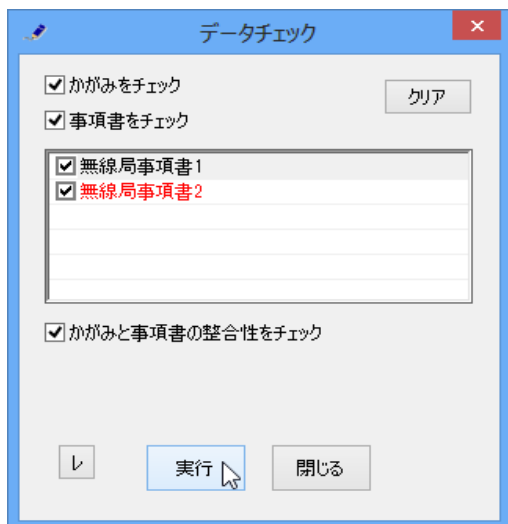 データチェック
かがみをチェック
クリア
事項書をチェック
無線局事項書1
無線局事項書2
かがみと事項書の整合性をチェック
レ
実行
閉じる